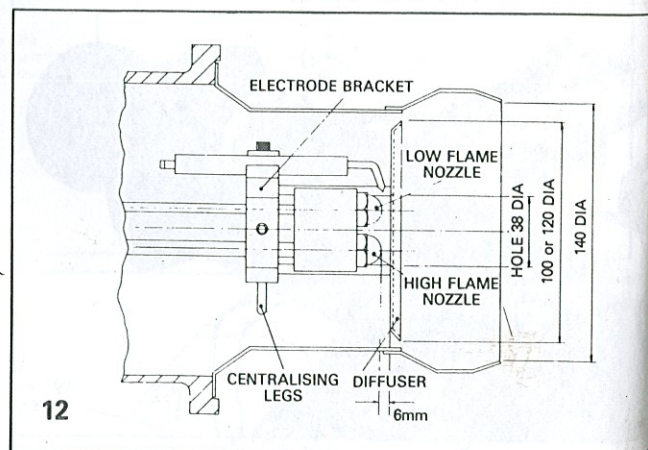 ELECTRODE BRACKET
LOW FLAME
NOZZLE
HOLE 38 DIA
100 or 120 DIA
140 DIA
HIGH FLAME
NOZZLE
CENTRALISING
LEGS
DIFFUSER
6mm
12